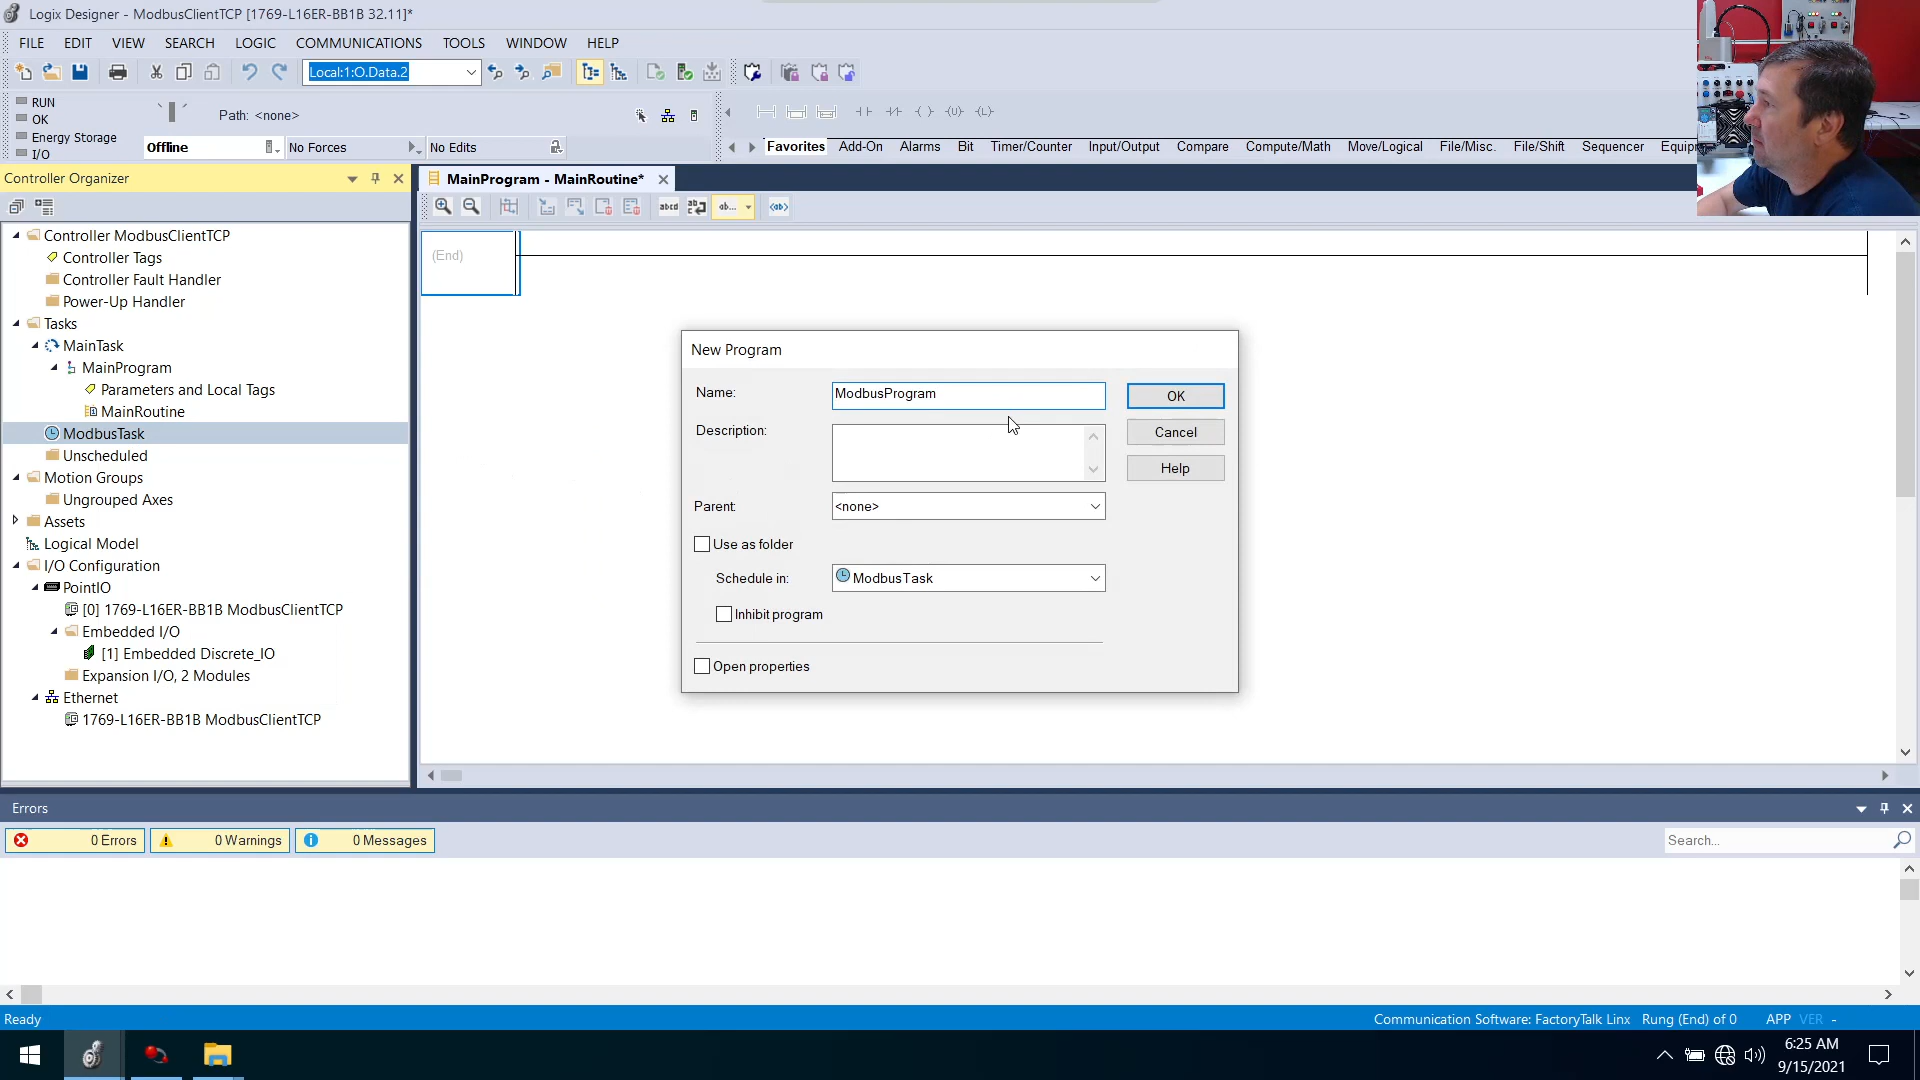 Logix Designer - ModbusClientTCP [1769-L16ER-BB1B 32.11]*
FILE EDIT VIEW SEARCH LOGIC COMMUNICATIONS TOOLS WINDOW HELP
Local:1:O.Data.2
RUN
OK
Energy Storage
I/O
Path: <none>
Offline No Forces No Edits
Favorites Add-On Alarms Bit Timer/Counter Input/Output Compare Compute/Math Move/Logical File/Misc. File/Shift Sequencer Equip
Controller Organizer
MainProgram - MainRoutine*
Controller ModbusClientTCP
Controller Tags
Controller Fault Handler
Power-Up Handler
Tasks
MainTask
MainProgram
Parameters and Local Tags
MainRoutine
ModbusTask
Unscheduled
Motion Groups
Ungrouped Axes
Assets
Logical Model
I/O Configuration
PointIO
[0] 1769-L16ER-BB1B ModbusClientTCP
Embedded I/O
[1] Embedded Discrete_IO
Expansion I/O, 2 Modules
Ethernet
1769-L16ER-BB1B ModbusClientTCP
(End)
New Program
Name: ModbusProgram
Description:
Parent: <none>
Use as folder
Schedule in: ModbusTask
Inhibit program
Open properties
OK
Cancel
Help
Errors
0 Errors 0 Warnings 0 Messages
Search...
Ready
Communication Software: FactoryTalk Linx Rung (End) of 0 APP VER -
6:25 AM
9/15/2021